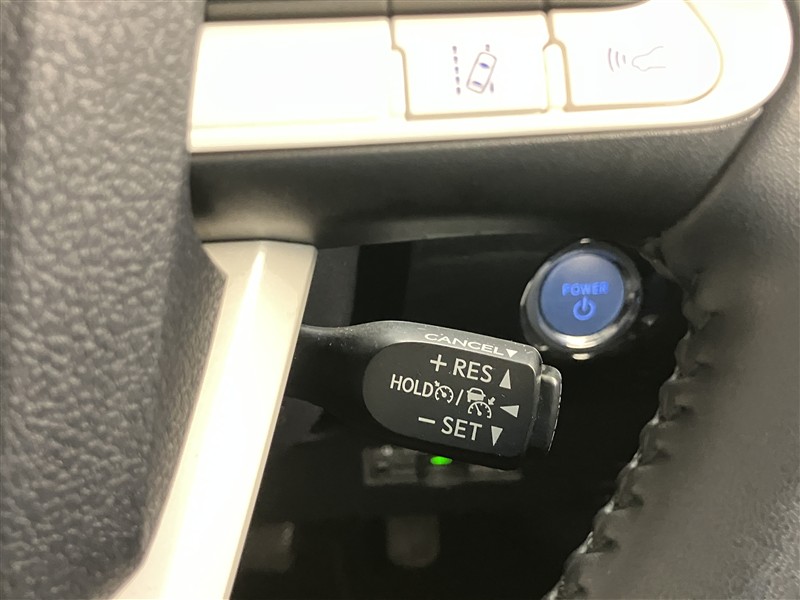 POWER
CANCEL▼
+ RES ▲
HOLD / ◀
− SET ▼